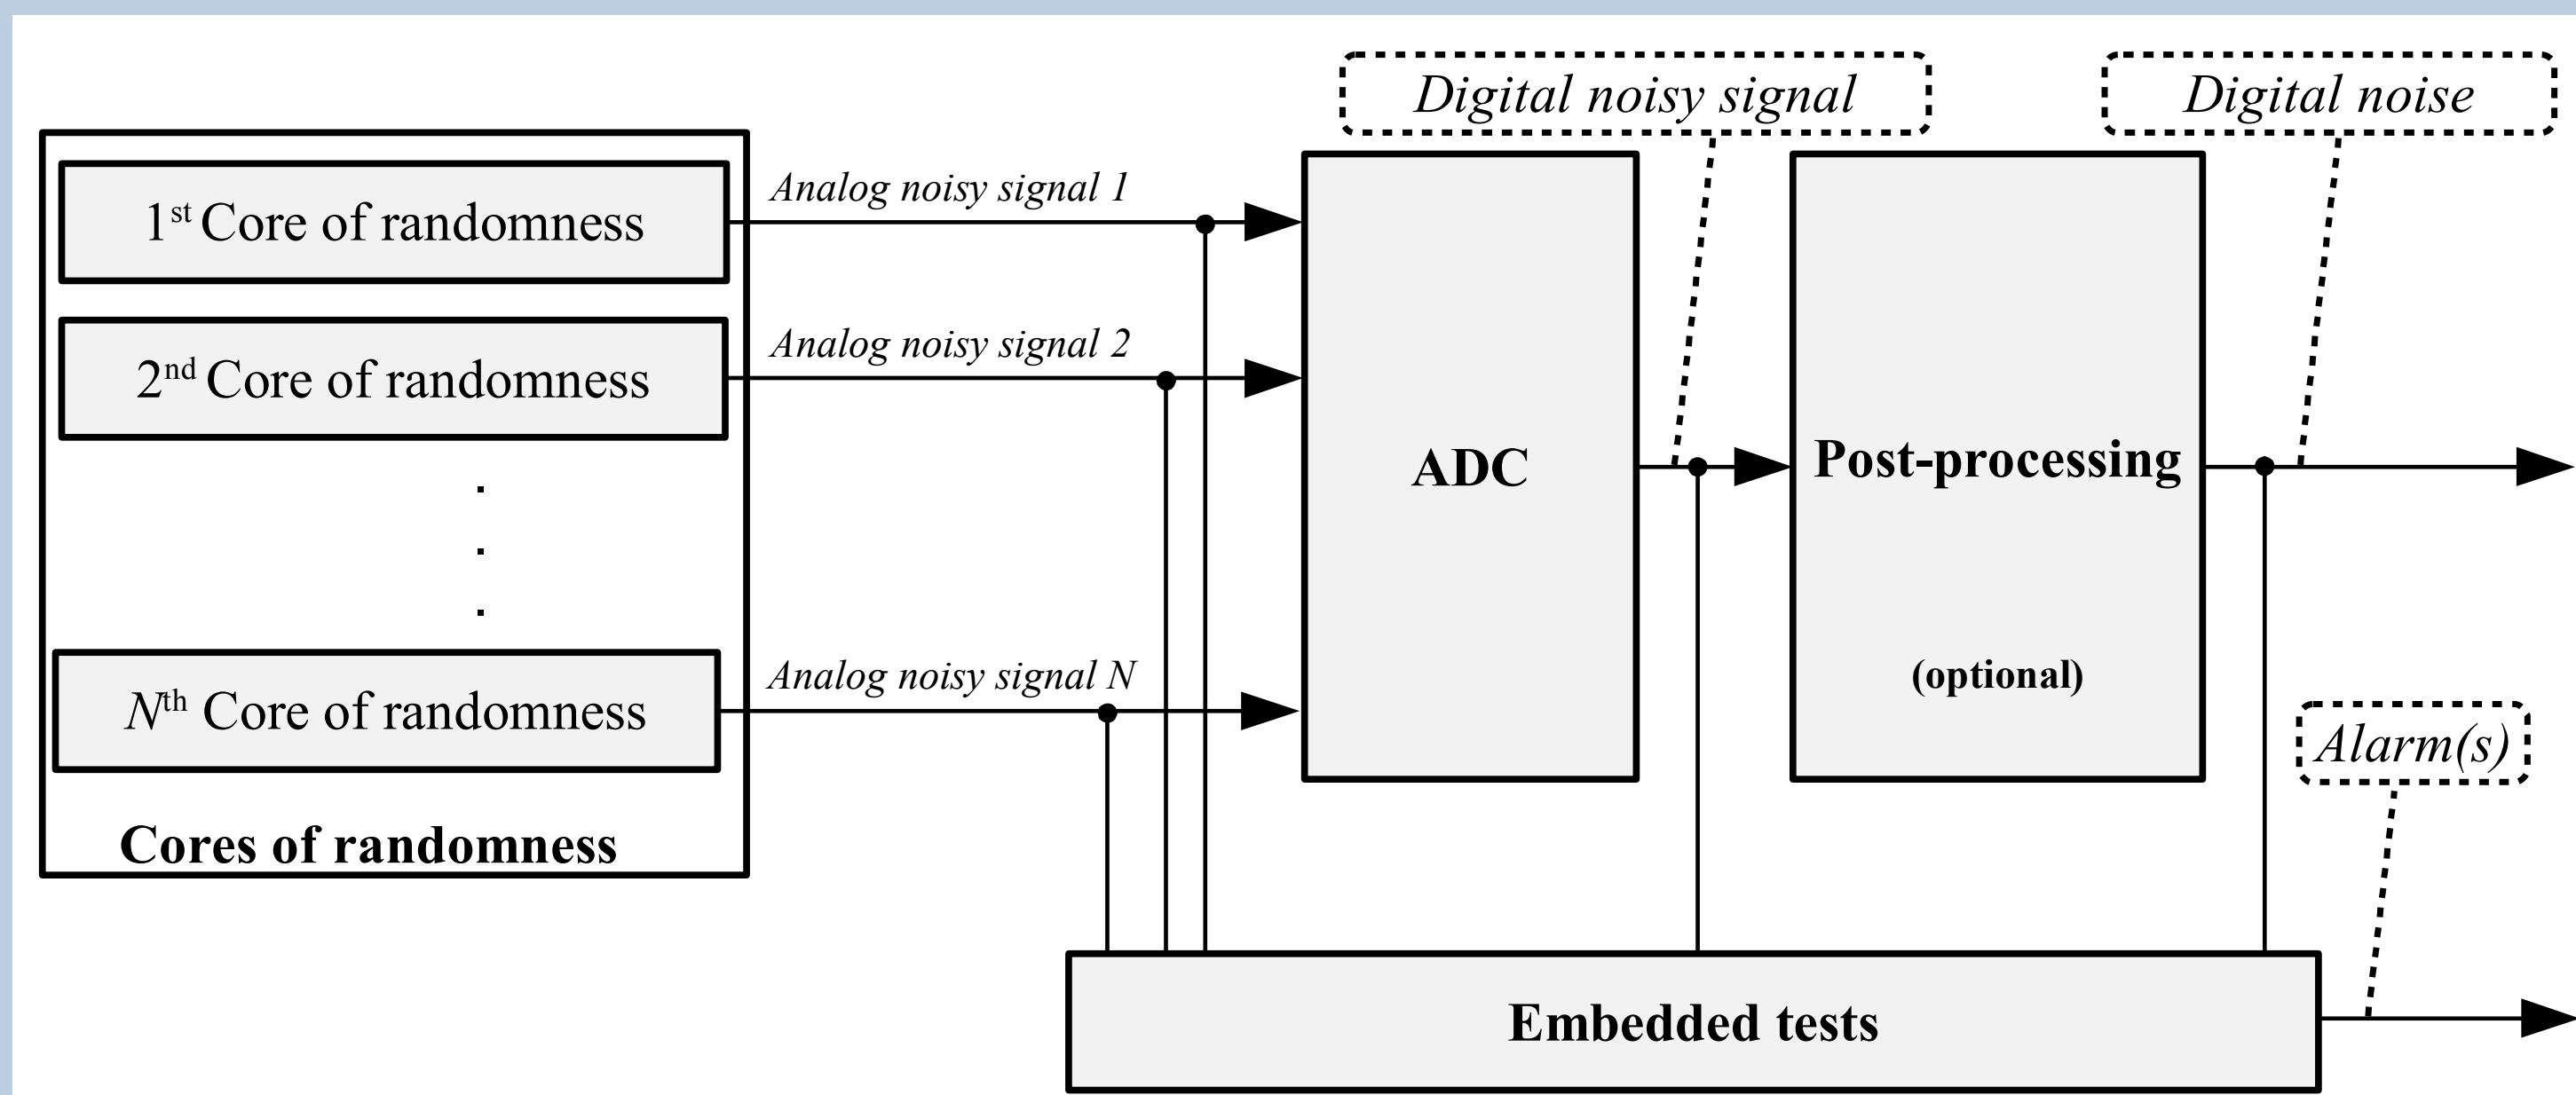 Digital noisy signal
Digital noise
1st Core of randomness
Analog noisy signal 1
2nd Core of randomness
Analog noisy signal 2
ADC
Post-processing
(optional)
.
.
.
Nth Core of randomness
Analog noisy signal N
Alarm(s)
Cores of randomness
Embedded tests